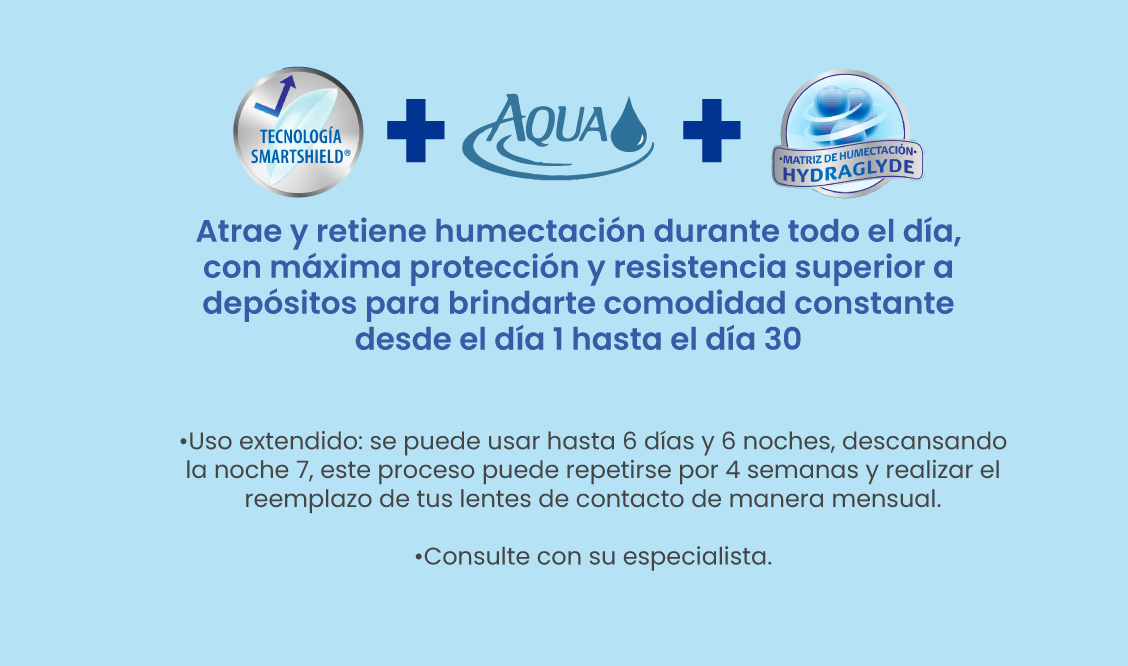 TECNOLOGÍA
SMARTSHIELD®
AQUA
•MATRIZ DE HUMECTACIÓN•
HYDRAGLYDE
Atrae y retiene humectación durante todo el día,
con máxima protección y resistencia superior a
depósitos para brindarte comodidad constante
desde el día 1 hasta el día 30
•Uso extendido: se puede usar hasta 6 días y 6 noches, descansando
la noche 7, este proceso puede repetirse por 4 semanas y realizar el
reemplazo de tus lentes de contacto de manera mensual.
•Consulte con su especialista.